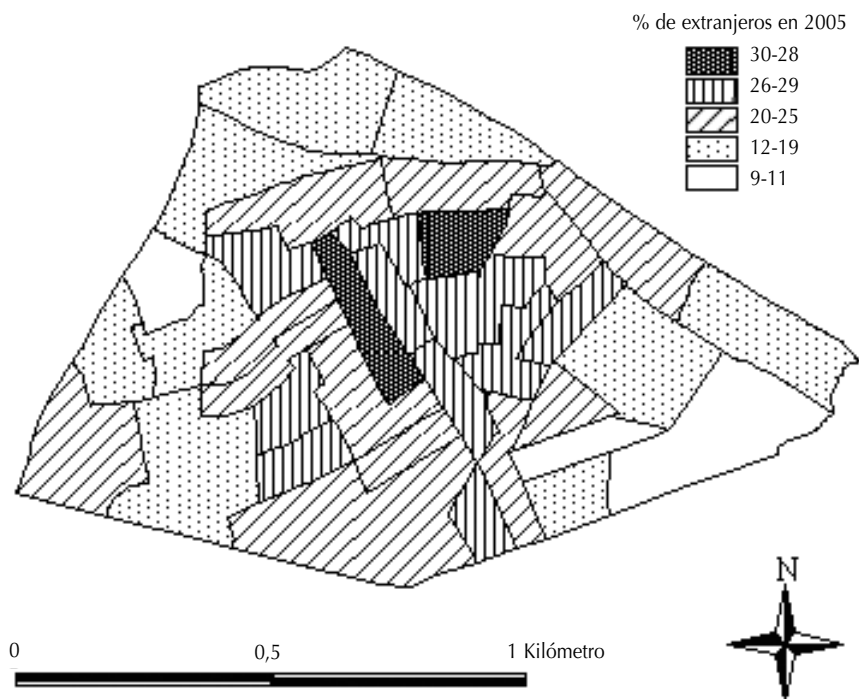 % de extranjeros en 2005
30-28
26-29
20-25
12-19
9-11
N
0 0,5 1 Kilómetro